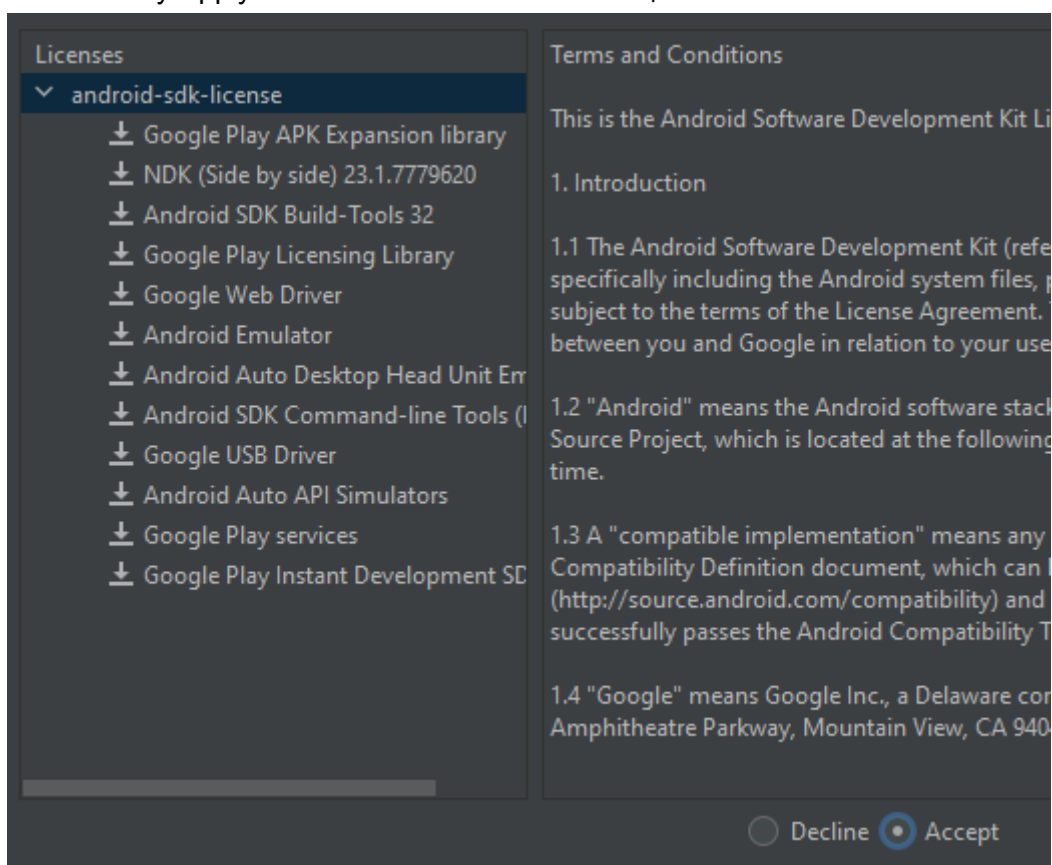 y apply
Licenses
android-sdk-license
Google Play APK Expansion library
NDK (Side by side) 23.1.7779620
Android SDK Build-Tools 32
Google Play Licensing Library
Google Web Driver
Android Emulator
Android Auto Desktop Head Unit Em
Android SDK Command-line Tools (l
Google USB Driver
Android Auto API Simulators
Google Play services
Google Play Instant Development SD
Terms and Conditions
This is the Android Software Development Kit Li
1. Introduction
1.1 The Android Software Development Kit (refe
specifically including the Android system files, p
subject to the terms of the License Agreement.
between you and Google in relation to your use
1.2 "Android" means the Android software stack
Source Project, which is located at the following
time.
1.3 A "compatible implementation" means any
Compatibility Definition document, which can
(http://source.android.com/compatibility) and
successfully passes the Android Compatibility T
1.4 "Google" means Google Inc., a Delaware cor
Amphitheatre Parkway, Mountain View, CA 940
Decline Accept